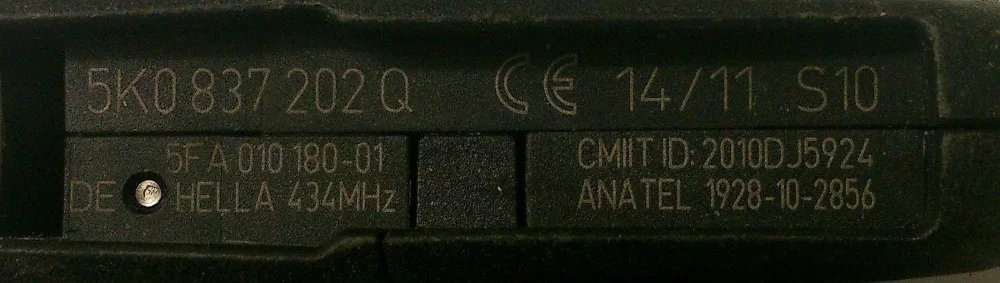 5K0 837 202 Q CE 14/11 S10
5FA 010 180-01
DE HELLA 434MHz
CMIIT ID: 2010DJ5924
ANATEL 1928-10-2856